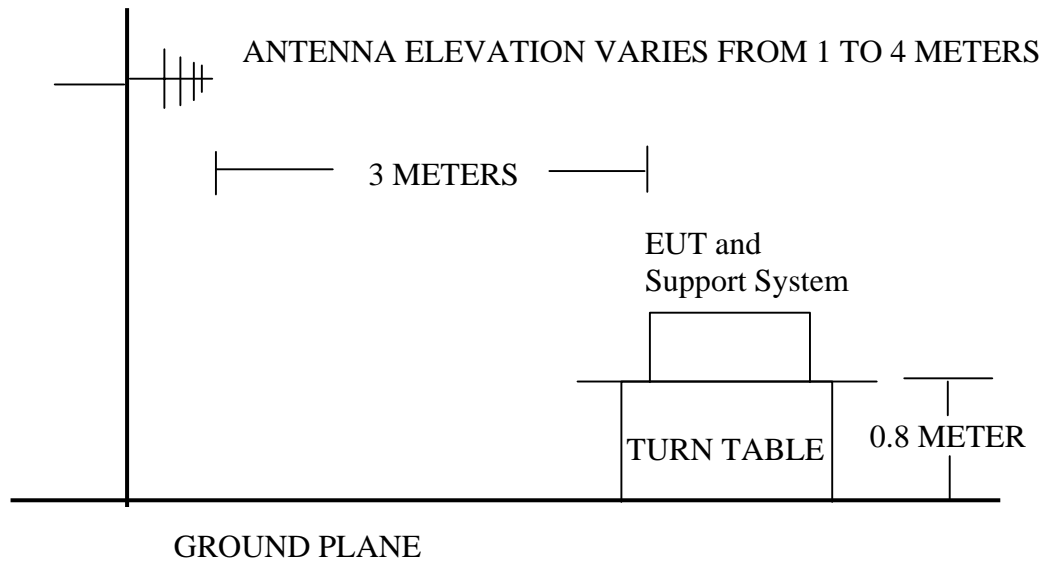 ANTENNA ELEVATION VARIES FROM 1 TO 4 METERS
3 METERS
EUT and
Support System
TURN TABLE
0.8 METER
GROUND PLANE